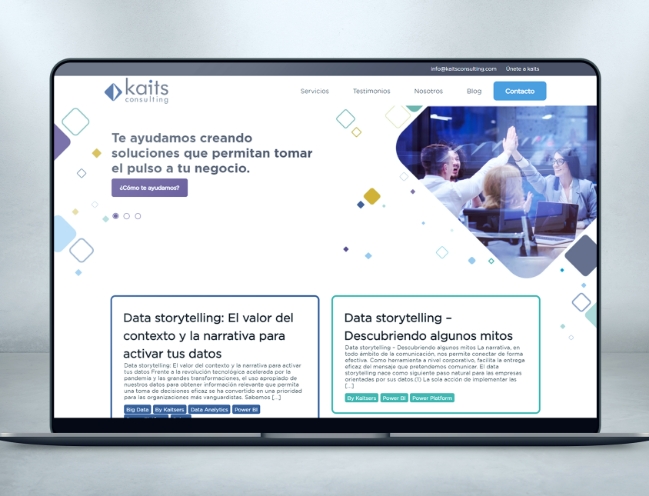 info@kaitsconsulting.com Únete a kaits
kaits
consulting
Servicios Testimonios Nosotros Blog Contacto
Te ayudamos creando
soluciones que permitan tomar
el pulso a tu negocio.
¿Cómo te ayudamos?
Data storytelling: El valor del
contexto y la narrativa para
activar tus datos
Data storytelling: El valor del contexto y la narrativa para activar
tus datos Frente a la revolución tecnológica acelerada por la
pandemia y las grandes transformaciones, el uso apropiado de
nuestros datos para obtener información relevante que permita
una toma de decisiones eficaz se ha convertido en una prioridad
para las organizaciones más vanguardistas. Sabemos [...]
Big Data By Kaitsers Data Analytics Power BI
Data storytelling –
Descubriendo algunos mitos
Data storytelling – Descubriendo algunos mitos La narrativa, en
todo ámbito de la comunicación, nos permite conectar de forma
efectiva. Como herramienta a nivel corporativo, facilita la entrega
eficaz del mensaje que pretendemos comunicar. El data
storytelling nace como siguiente paso natural para las empresas
orientadas por sus datos.(1) La sola acción de implementar les
[...]
By Kaitsers Power BI Power Platform